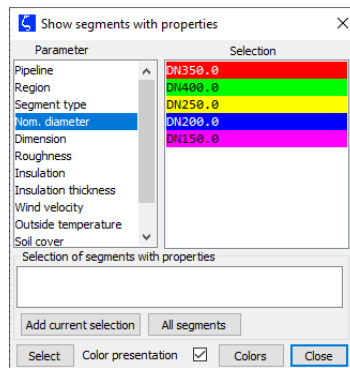 Show segments with properties
Parameter
Selection
Pipeline
Region
Segment type
Nom. diameter
Dimension
Roughness
Insulation
Insulation thickness
Wind velocity
Outside temperature
Soil cover
DN350.0
DN400.0
DN250.0
DN200.0
DN150.0
Selection of segments with properties
Add current selection All segments
Select Color presentation Colors Close